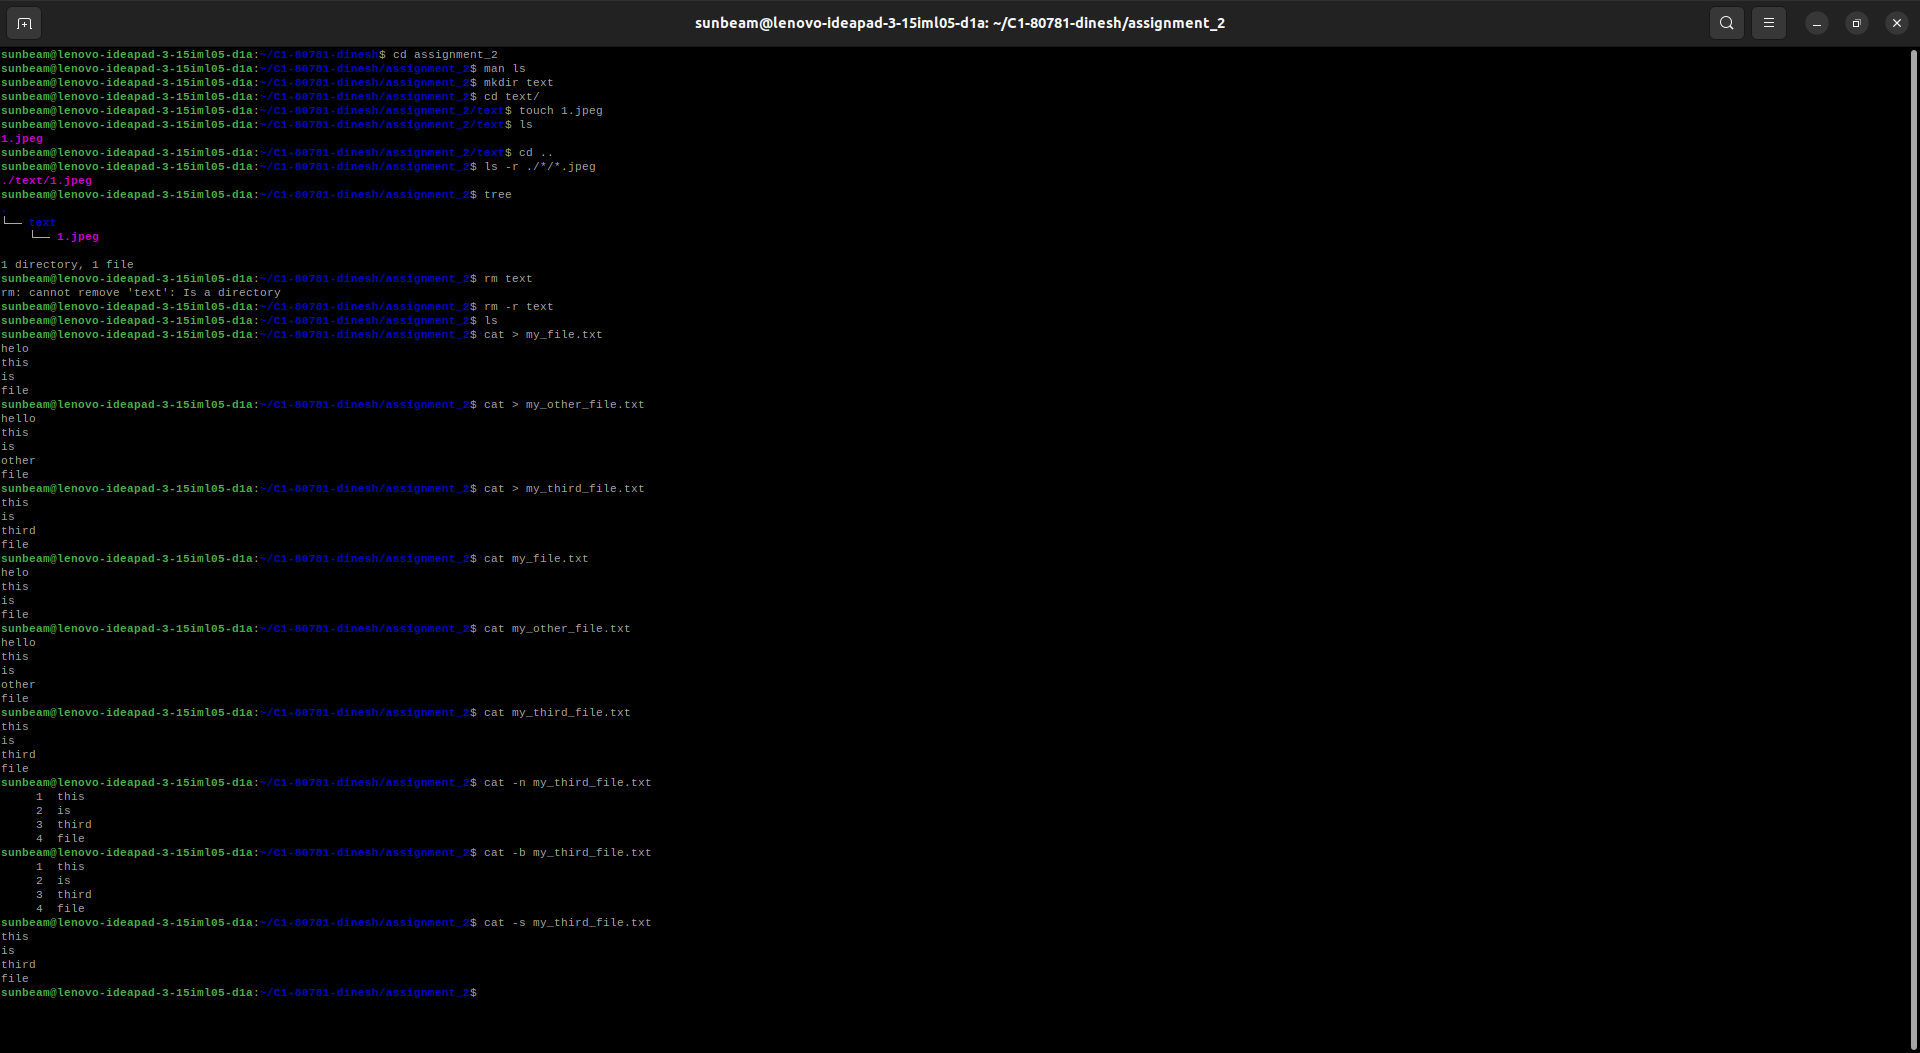 sunbeam@lenovo-ideapad-3-15iml05-d1a: ~/C1-80781-dinesh/assignment_2
sunbeam@lenovo-ideapad-3-15iml05-d1a:~/C1-80781-dinesh$ cd assignment_2
sunbeam@lenovo-ideapad-3-15iml05-d1a:~/C1-80781-dinesh/assignment_2$ man ls
sunbeam@lenovo-ideapad-3-15iml05-d1a:~/C1-80781-dinesh/assignment_2$ mkdir text
sunbeam@lenovo-ideapad-3-15iml05-d1a:~/C1-80781-dinesh/assignment_2$ cd text/
sunbeam@lenovo-ideapad-3-15iml05-d1a:~/C1-80781-dinesh/assignment_2/text$ touch 1.jpeg
sunbeam@lenovo-ideapad-3-15iml05-d1a:~/C1-80781-dinesh/assignment_2/text$ ls
1.jpeg
sunbeam@lenovo-ideapad-3-15iml05-d1a:~/C1-80781-dinesh/assignment_2/text$ cd ..
sunbeam@lenovo-ideapad-3-15iml05-d1a:~/C1-80781-dinesh/assignment_2$ ls -r ./*/*.jpeg
./text/1.jpeg
sunbeam@lenovo-ideapad-3-15iml05-d1a:~/C1-80781-dinesh/assignment_2$ tree
└── text
    └── 1.jpeg
1 directory, 1 file
sunbeam@lenovo-ideapad-3-15iml05-d1a:~/C1-80781-dinesh/assignment_2$ rm text
rm: cannot remove 'text': Is a directory
sunbeam@lenovo-ideapad-3-15iml05-d1a:~/C1-80781-dinesh/assignment_2$ rm -r text
sunbeam@lenovo-ideapad-3-15iml05-d1a:~/C1-80781-dinesh/assignment_2$ ls
sunbeam@lenovo-ideapad-3-15iml05-d1a:~/C1-80781-dinesh/assignment_2$ cat > my_file.txt
helo
this
is
file
sunbeam@lenovo-ideapad-3-15iml05-d1a:~/C1-80781-dinesh/assignment_2$ cat > my_other_file.txt
hello
this
is
other
file
sunbeam@lenovo-ideapad-3-15iml05-d1a:~/C1-80781-dinesh/assignment_2$ cat > my_third_file.txt
this
is
third
file
sunbeam@lenovo-ideapad-3-15iml05-d1a:~/C1-80781-dinesh/assignment_2$ cat my_file.txt
helo
this
is
file
sunbeam@lenovo-ideapad-3-15iml05-d1a:~/C1-80781-dinesh/assignment_2$ cat my_other_file.txt
hello
this
is
other
file
sunbeam@lenovo-ideapad-3-15iml05-d1a:~/C1-80781-dinesh/assignment_2$ cat my_third_file.txt
this
is
third
file
sunbeam@lenovo-ideapad-3-15iml05-d1a:~/C1-80781-dinesh/assignment_2$ cat -n my_third_file.txt
     1  this
     2  is
     3  third
     4  file
sunbeam@lenovo-ideapad-3-15iml05-d1a:~/C1-80781-dinesh/assignment_2$ cat -b my_third_file.txt
     1  this
     2  is
     3  third
     4  file
sunbeam@lenovo-ideapad-3-15iml05-d1a:~/C1-80781-dinesh/assignment_2$ cat -s my_third_file.txt
this
is
third
file
sunbeam@lenovo-ideapad-3-15iml05-d1a:~/C1-80781-dinesh/assignment_2$